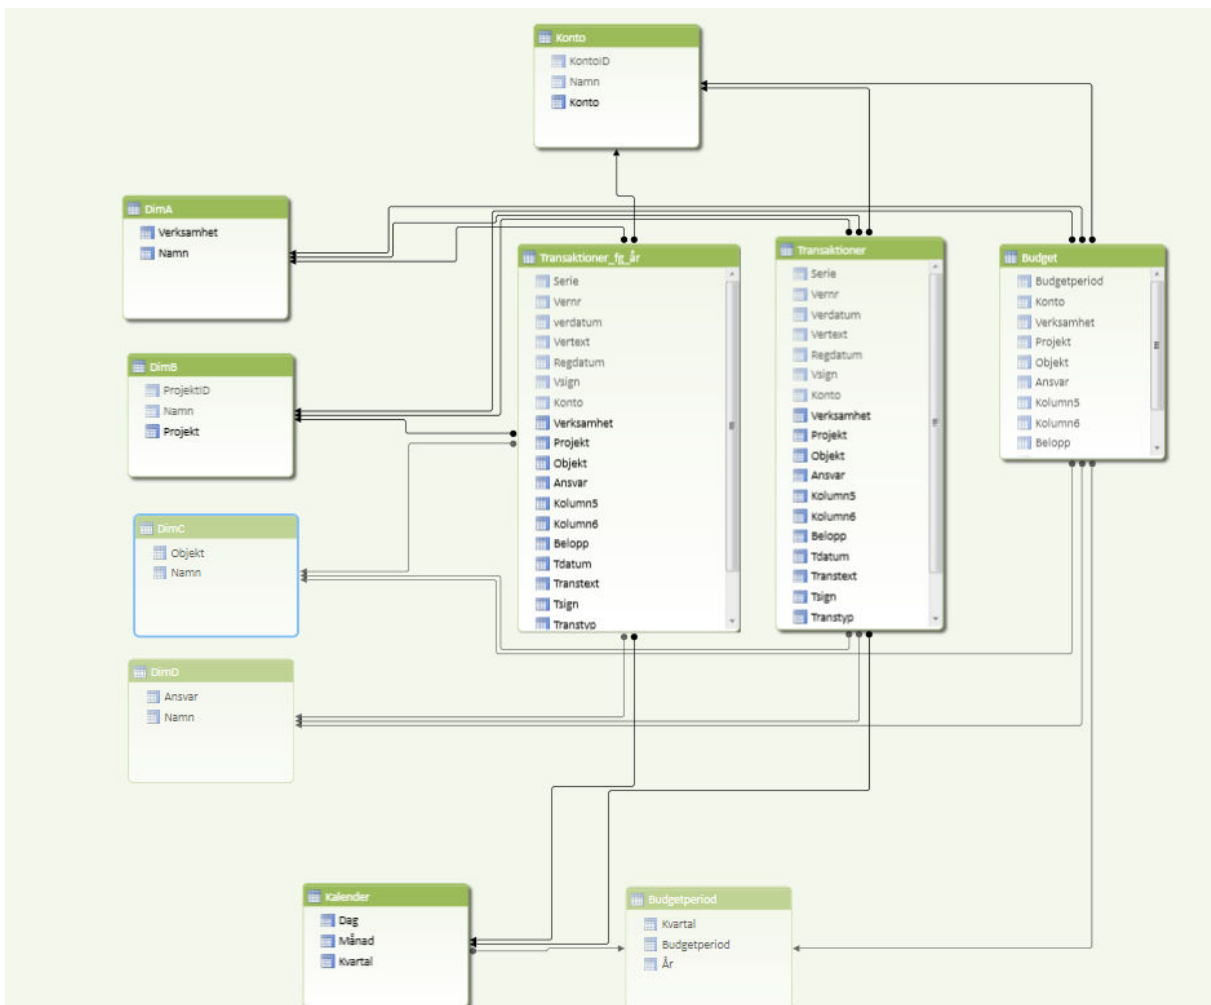 Konto
KontoID
Namn
Konto
DimA
Verksamhet
Namn
DimB
ProjektID
Namn
Projekt
DimC
Objekt
Namn
DimD
Ansvar
Namn
Transaktioner_fg_år
Serie
Vernr
verdatum
Vertext
Regdatum
Vsign
Konto
Verksamhet
Projekt
Objekt
Ansvar
Kolumn5
Kolumn6
Belopp
Tdatum
Transtext
Tsign
Transtyp
Transaktioner
Serie
Vernr
Verdatum
Vertext
Regdatum
Vsign
Konto
Verksamhet
Projekt
Objekt
Ansvar
Kolumn5
Kolumn6
Belopp
Tdatum
Transtext
Tsign
Transtyp
Budget
Budgetperiod
Konto
Verksamhet
Projekt
Objekt
Ansvar
Kolumn5
Kolumn6
Belopp
Kalender
Dag
Månad
Kvartal
Budgetperiod
Kvartal
Budgetperiod
År